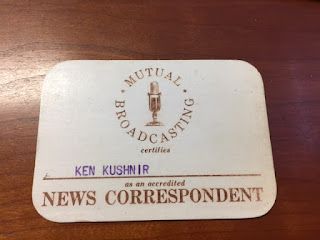 MUTUAL
BROADCASTING
certifies
KEN KUSHNIR
as an accredited
NEWS CORRESPONDENT